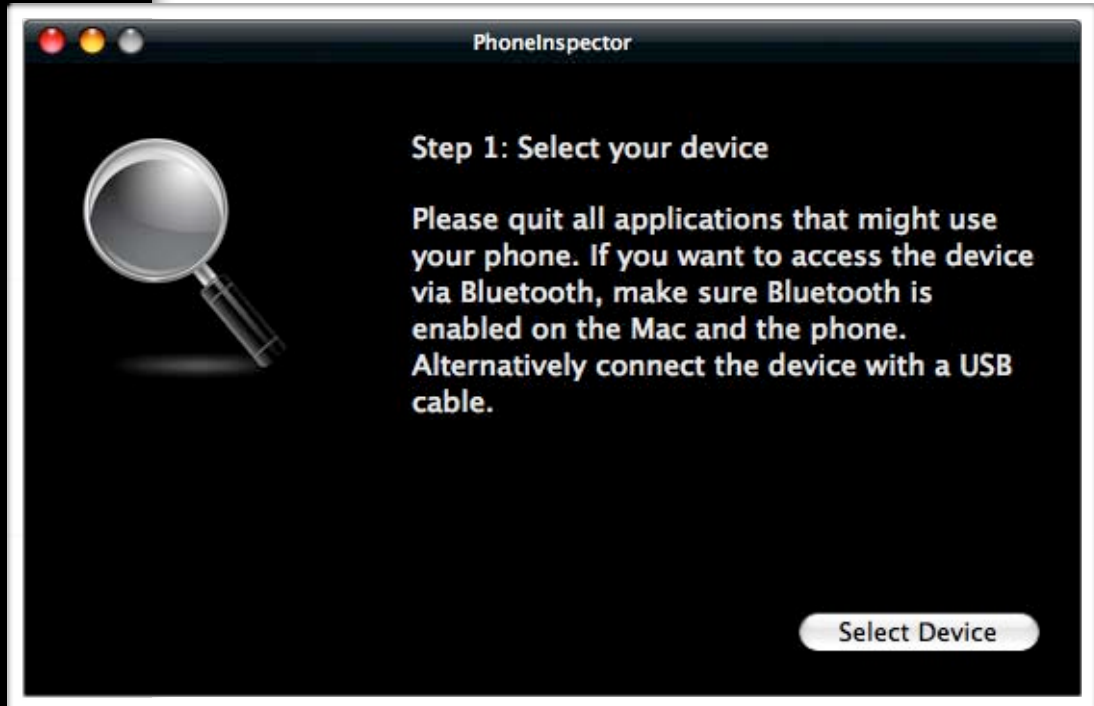 PhoneInspector
Step 1: Select your device
Please quit all applications that might use
your phone. If you want to access the device
via Bluetooth, make sure Bluetooth is
enabled on the Mac and the phone.
Alternatively connect the device with a USB
cable.
Select Device